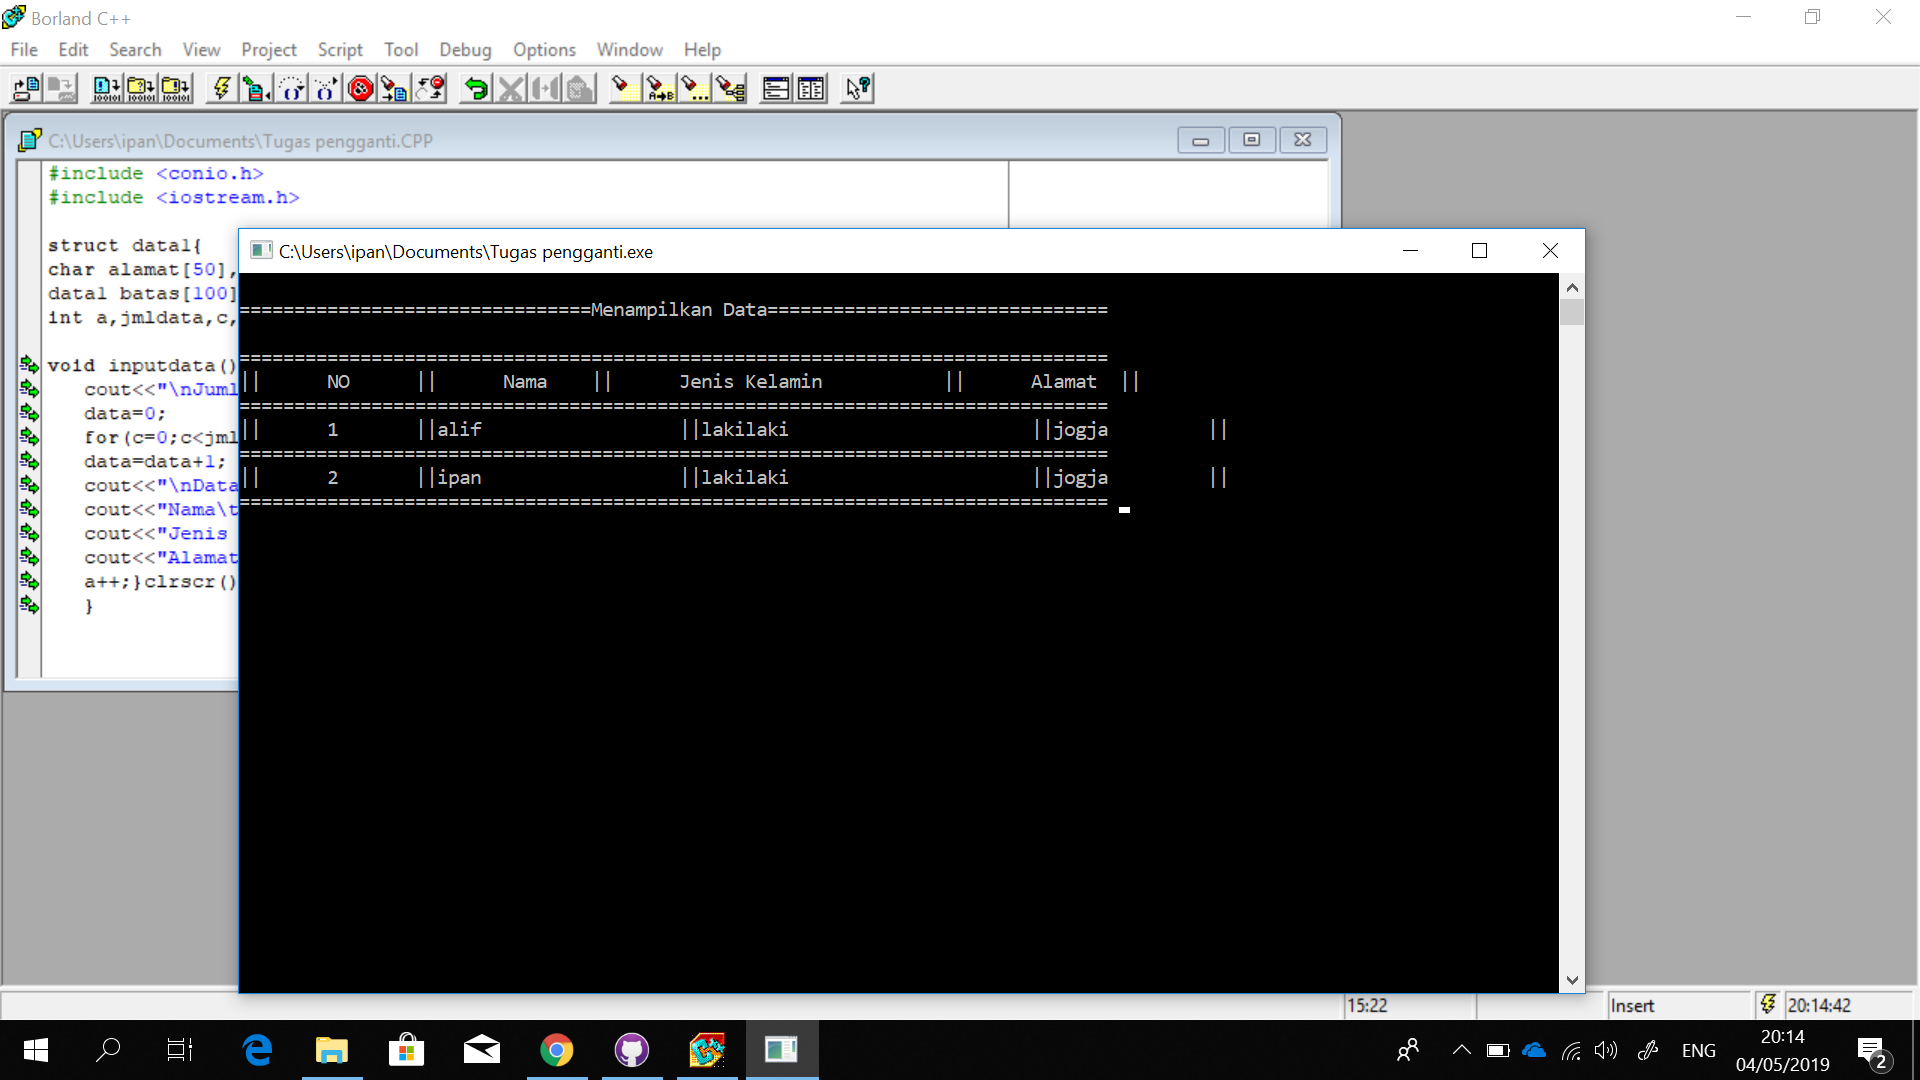 Borland C++
File Edit Search View Project Script Tool Debug Options Window Help
C:\Users\ipan\Documents\Tugas pengganti.CPP
#include <conio.h>
#include <iostream.h>
struct data1{
char alamat[50],
data1 batas[100]
int a,jmldata,c,
void inputdata()
cout<<"\nJuml
data=0;
for(c=0;c<jml
data=data+1;
cout<<"\nData
cout<<"Nama\t
cout<<"Jenis
cout<<"Alamat
a++;}clrscr()
}
C:\Users\ipan\Documents\Tugas pengganti.exe
================================Menampilkan Data===============================
===============================================================================
|| NO || Nama || Jenis Kelamin || Alamat ||
===============================================================================
|| 1 ||alif ||lakilaki ||jogja ||
===============================================================================
|| 2 ||ipan ||lakilaki ||jogja ||
===============================================================================
15:22 Insert 20:14:42
ENG 20:14
04/05/2019
2